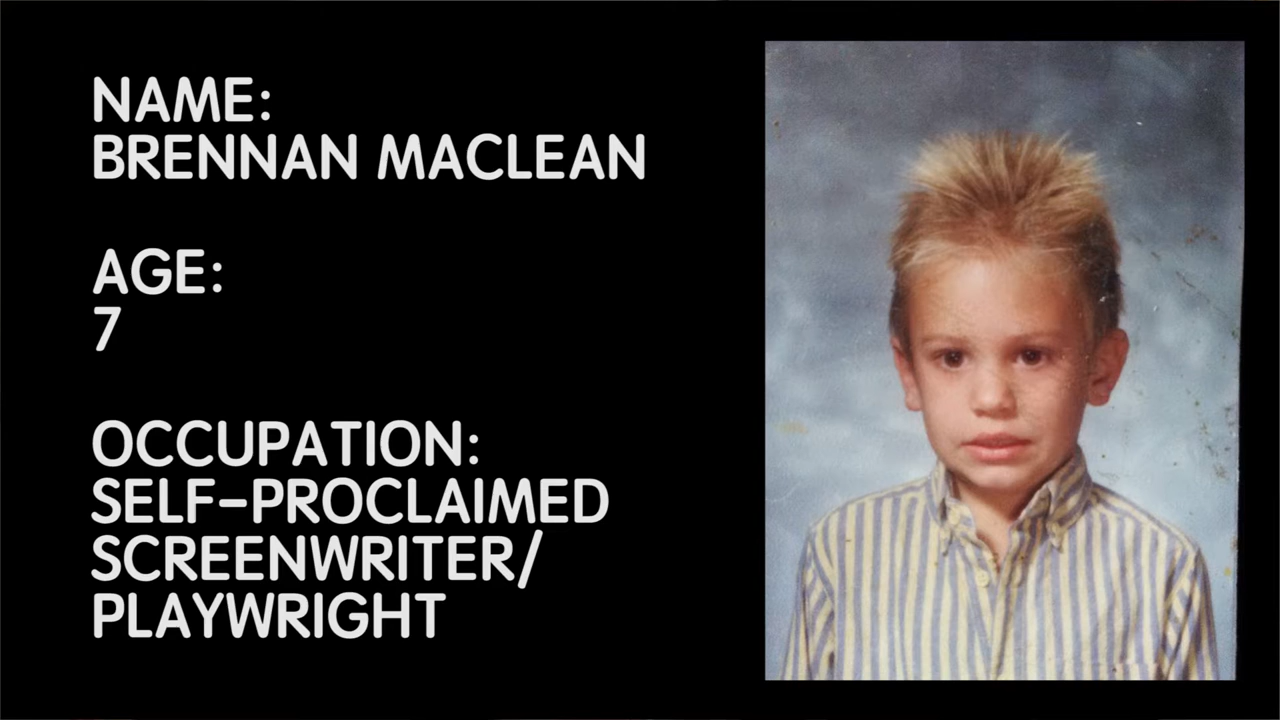 NAME:
BRENNAN MACLEAN
AGE:
7
OCCUPATION:
SELF-PROCLAIMED
SCREENWRITER/
PLAYWRIGHT